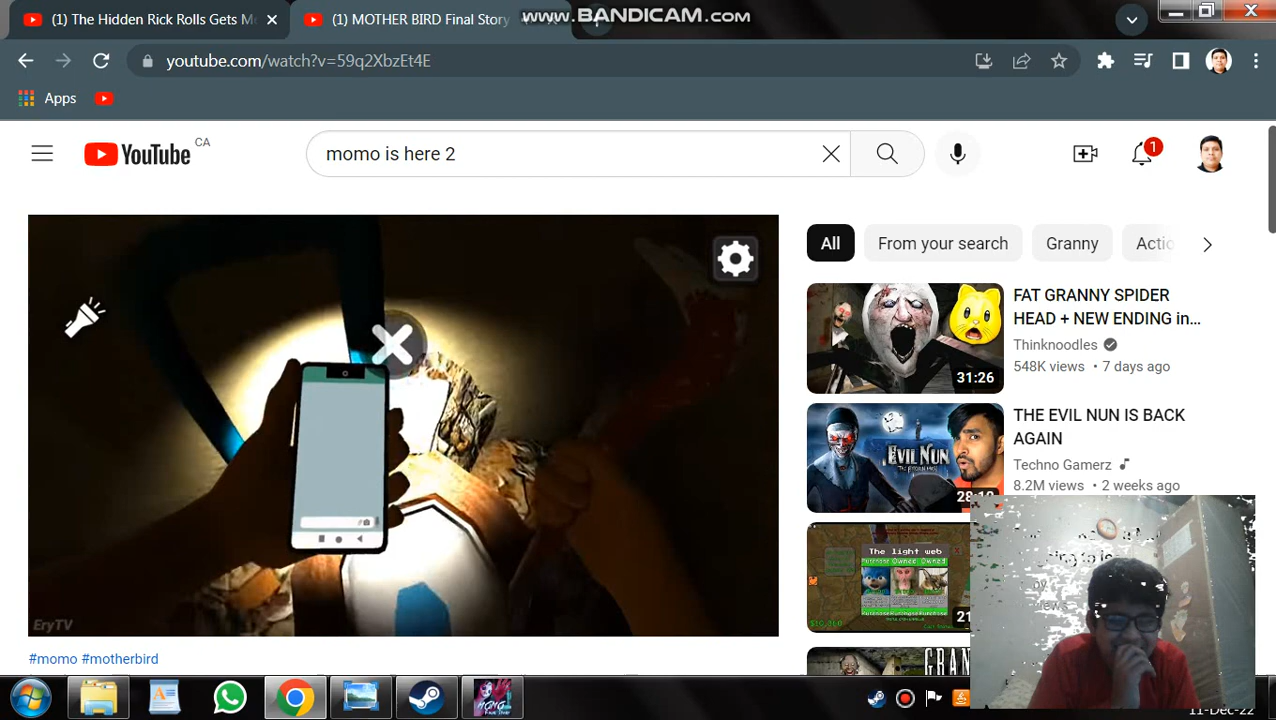 (1) The Hidden Rick Rolls Gets M
(1) MOTHER BIRD Final Story
www.BANDICAM.com
youtube.com/watch?v=59q2XbzEt4E
Apps
YouTube CA
momo is here 2
1
All
From your search
Granny
Actio
FAT GRANNY SPIDER
HEAD + NEW ENDING in...
Thinknoodles
548K views • 7 days ago
31:26
THE EVIL NUN IS BACK
AGAIN
Techno Gamerz
8.2M views • 2 weeks ago
EVIL NUN
The light web
EryTV
#momo #motherbird
GRAN
11-Dec-22